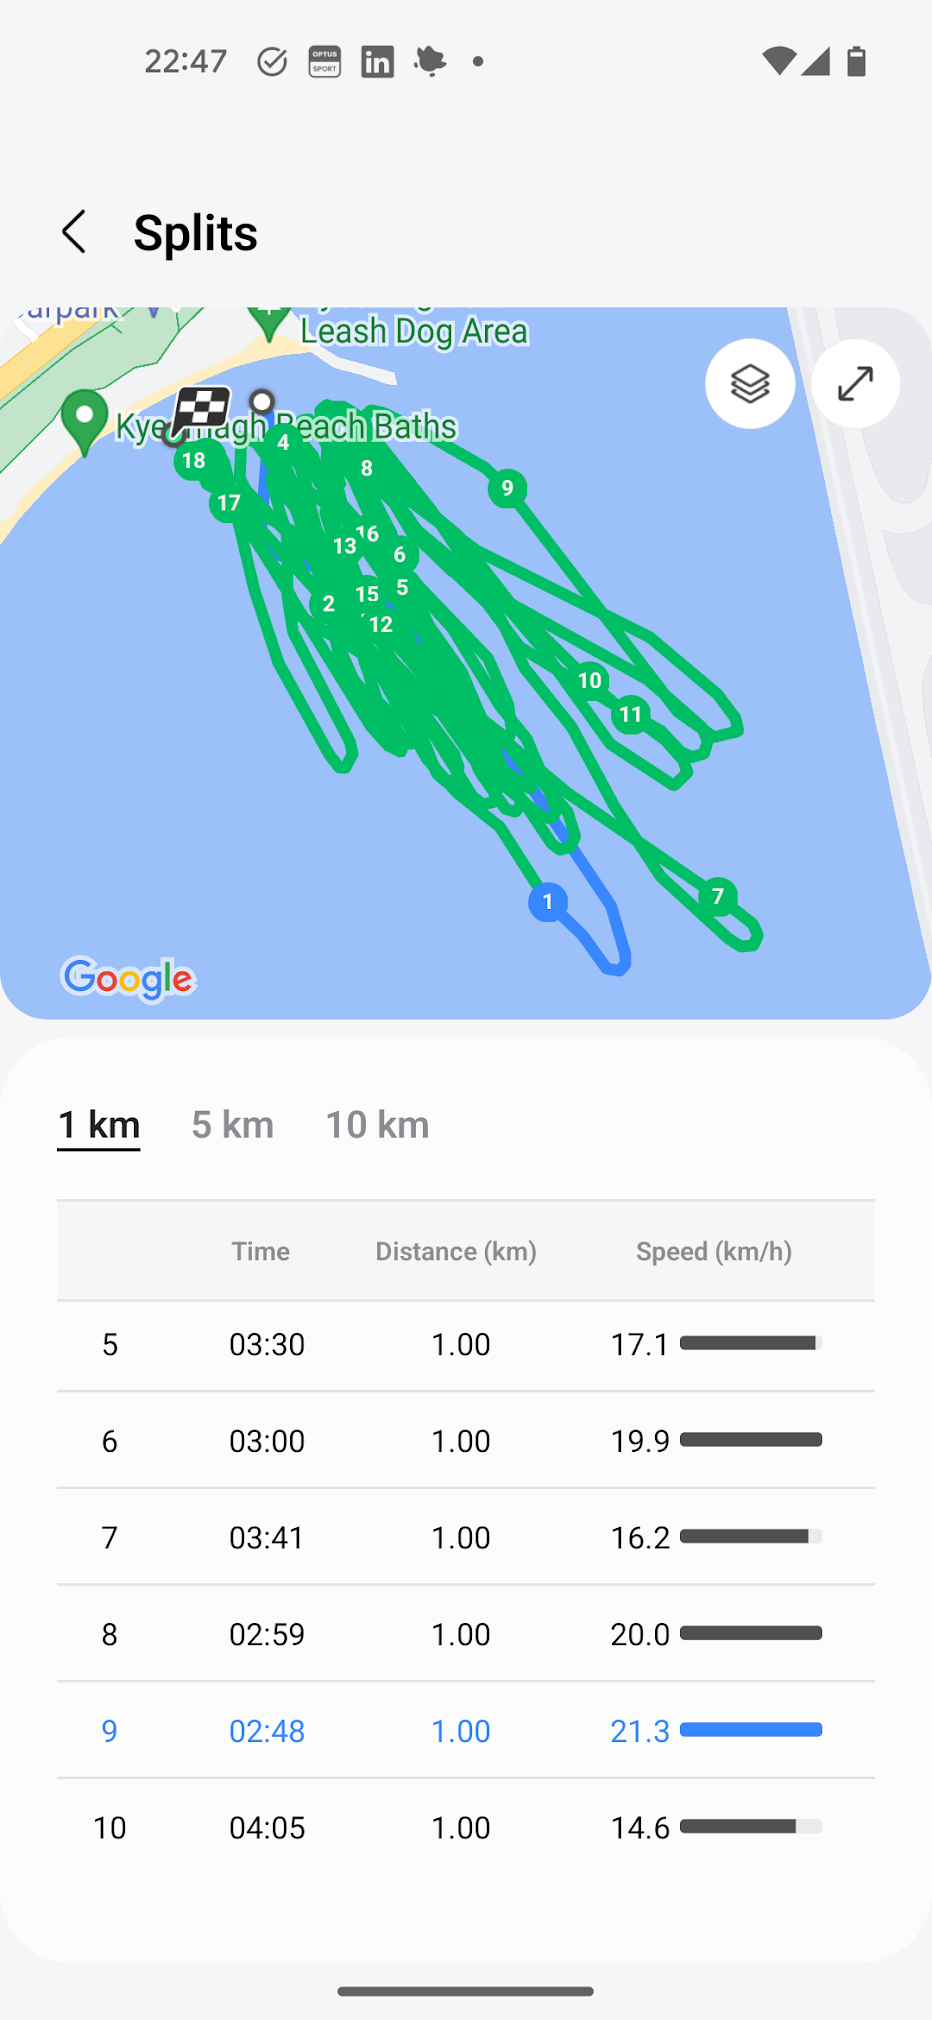 22:47
OPTUS
SPORT
in
Splits
arpark
Leash Dog Area
Beach Baths
18
4
17
8
9
16
13
6
2
15
5
12
10
11
1
7
Google
1 km 5 km 10 km
Time Distance (km) Speed (km/h)
5 03:30 1.00 17.1
6 03:00 1.00 19.9
7 03:41 1.00 16.2
8 02:59 1.00 20.0
9 02:48 1.00 21.3
10 04:05 1.00 14.6